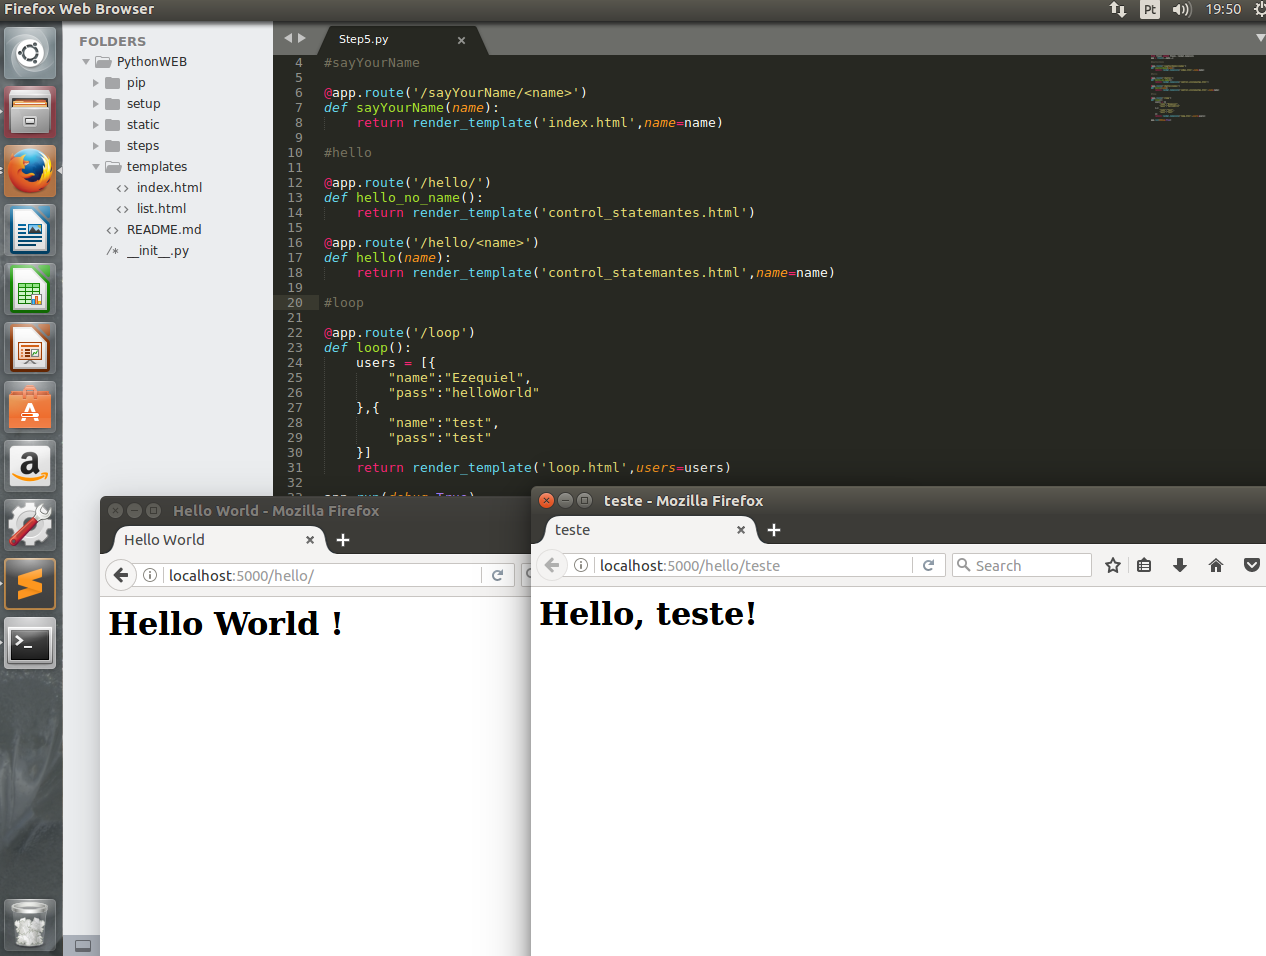 Firefox Web Browser
Pt
19:50
FOLDERS
PythonWEB
pip
setup
static
steps
templates
<> index.html
<> list.html
<> README.md
/* __init__.py
Step5.py
4 #sayYourName
5
6 @app.route('/sayYourName/<name>')
7 def sayYourName(name):
8 return render_template('index.html',name=name)
9
10 #hello
11
12 @app.route('/hello/')
13 def hello_no_name():
14 return render_template('control_statemantes.html')
15
16 @app.route('/hello/<name>')
17 def hello(name):
18 return render_template('control_statemantes.html',name=name)
19
20 #loop
21
22 @app.route('/loop')
23 def loop():
24 users = [{
25 "name":"Ezequiel",
26 "pass":"helloWorld"
27 },{
28 "name":"test",
29 "pass":"test"
30 }]
31 return render_template('loop.html',users=users)
32
33 app.run(debug=True)
Hello World - Mozilla Firefox
Hello World
localhost:5000/hello/
Hello World !
teste - Mozilla Firefox
teste
localhost:5000/hello/teste
Search
Hello, teste!